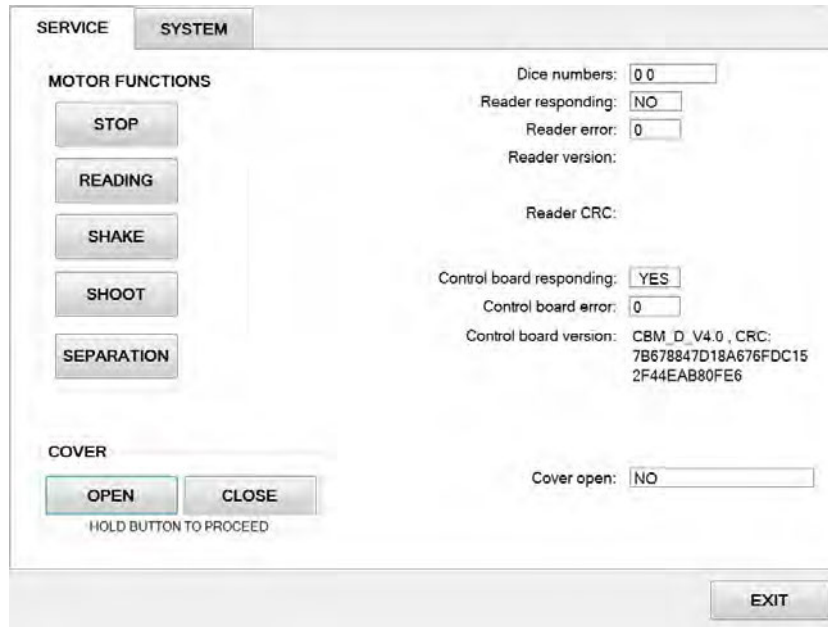 SERVICE SYSTEM
MOTOR FUNCTIONS
STOP
READING
SHAKE
SHOOT
SEPARATION
COVER
OPEN CLOSE
HOLD BUTTON TO PROCEED
Dice numbers: 0 0
Reader responding: NO
Reader error: 0
Reader version:
Reader CRC:
Control board responding: YES
Control board error: 0
Control board version: CBM_D_V4.0 , CRC:
7B678847D18A676FDC15
2F44EAB80FE6
Cover open: NO
EXIT